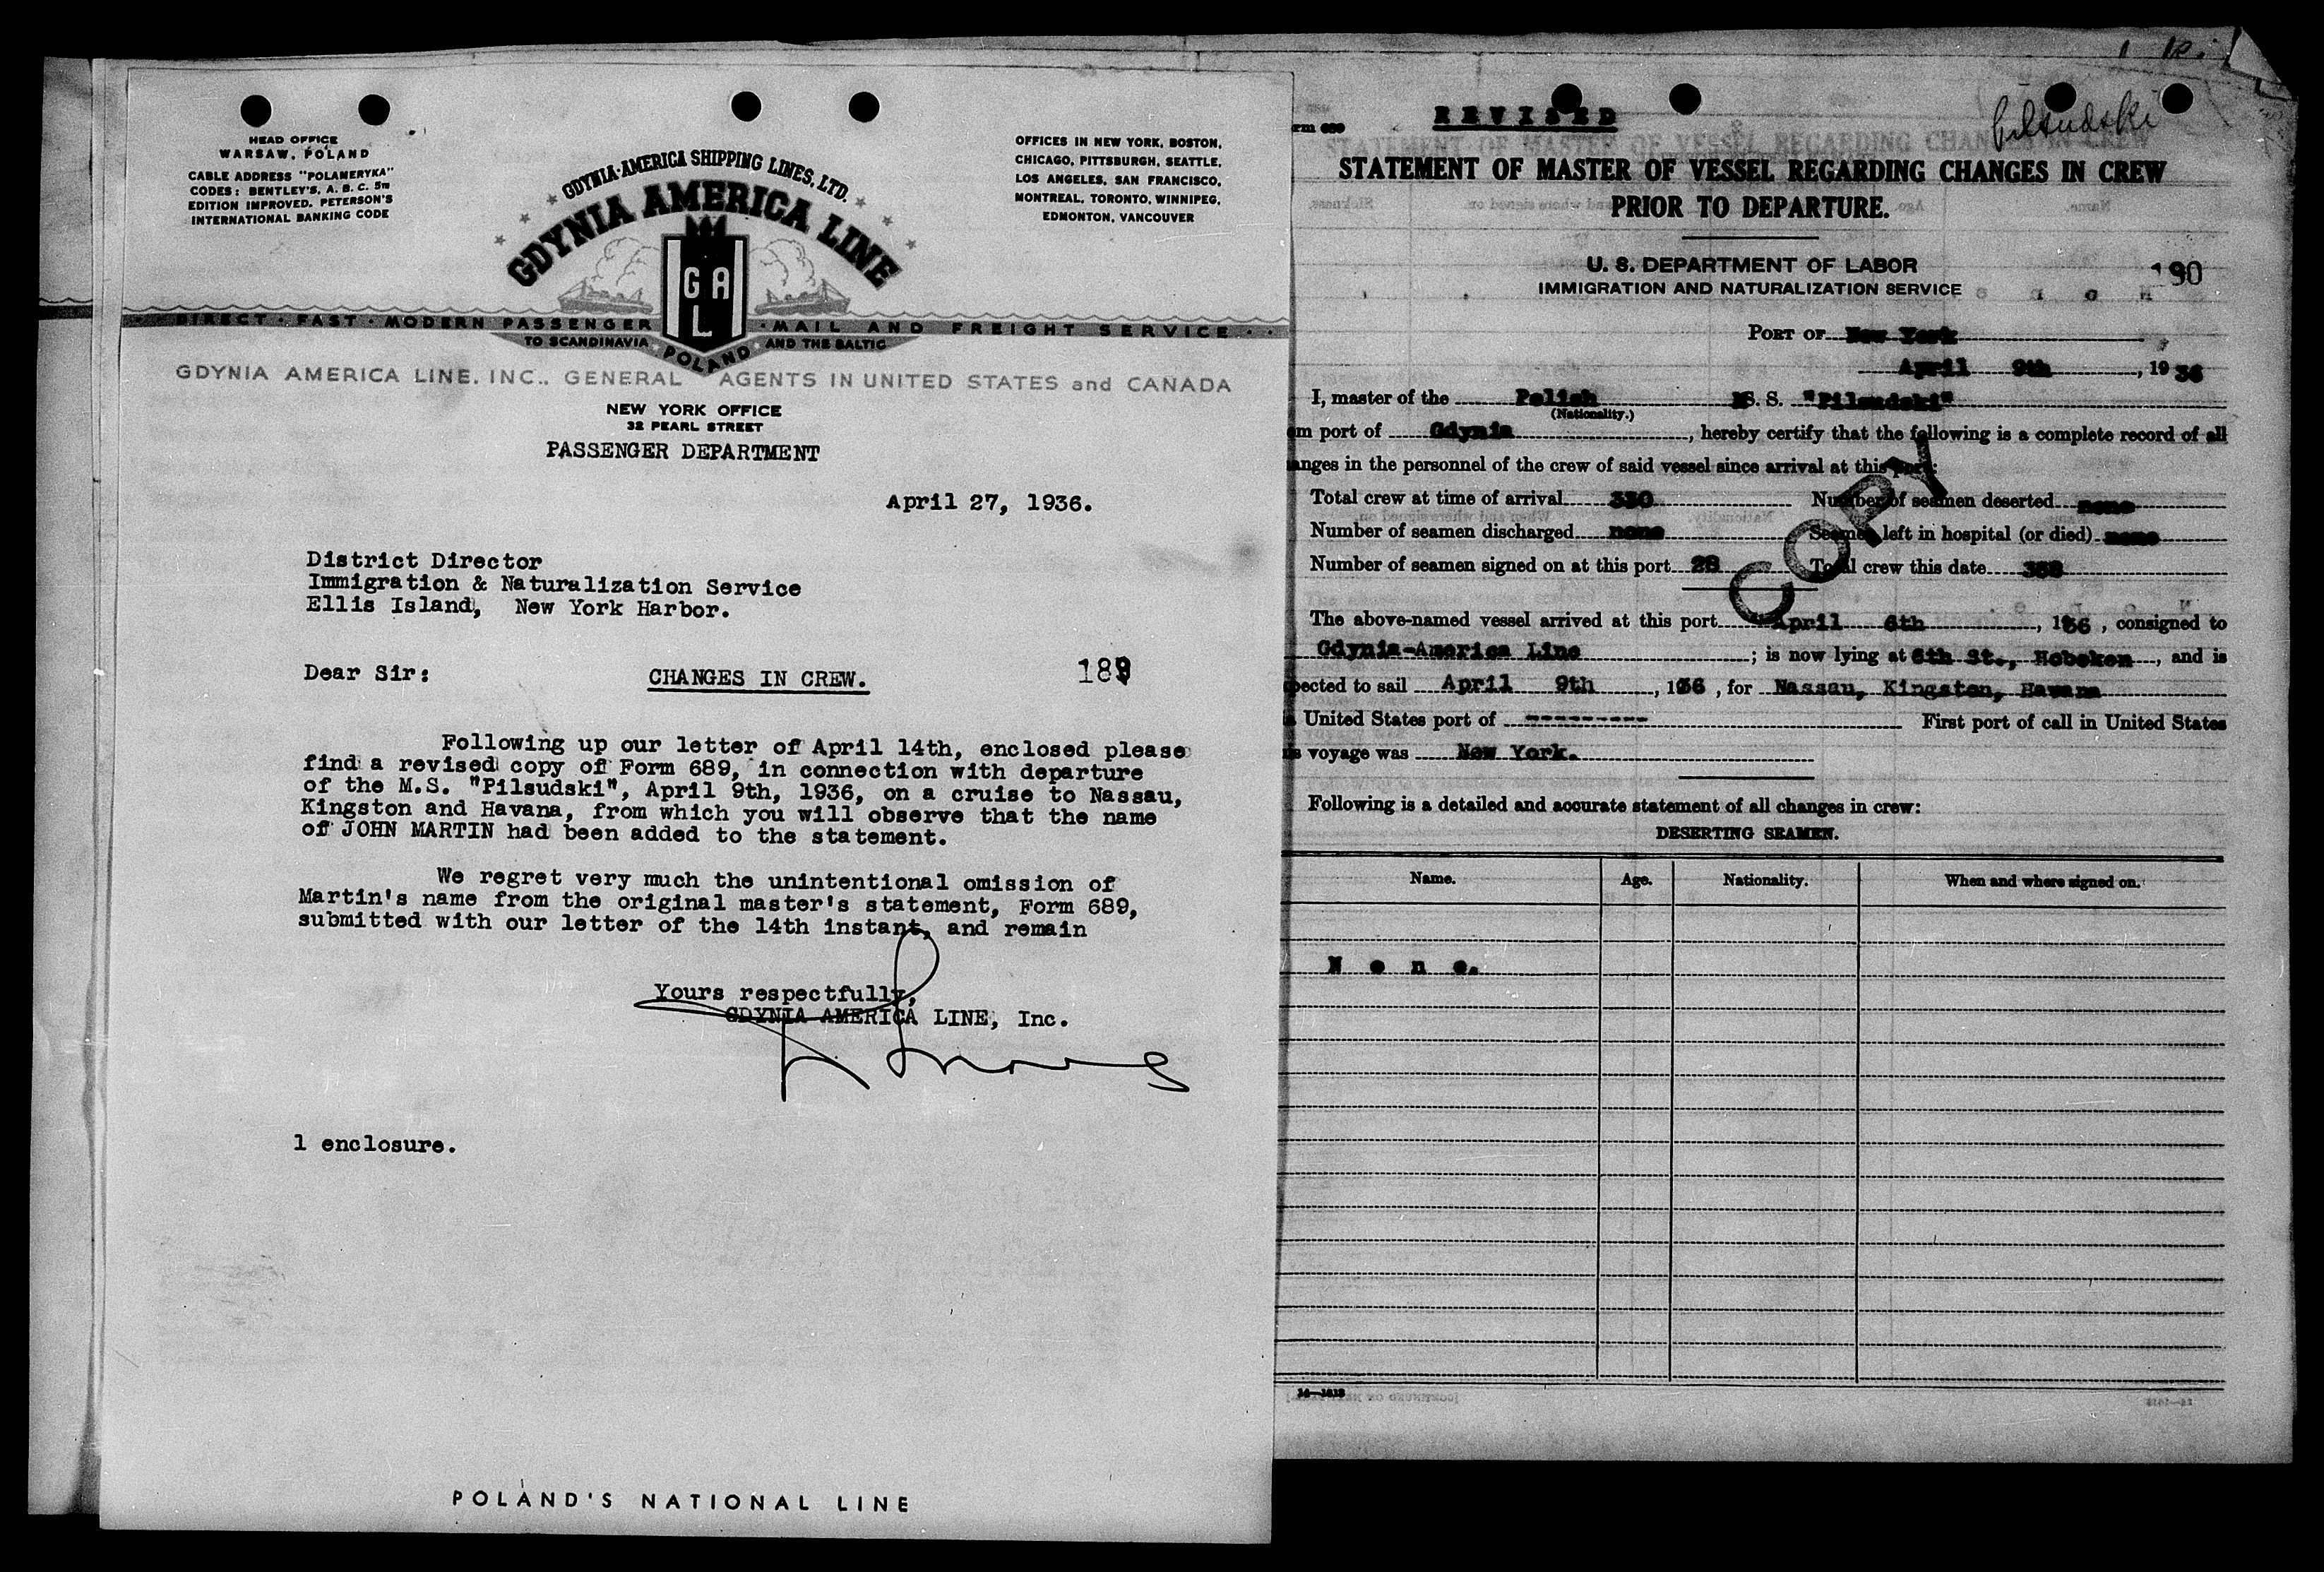 HEAD OFFICE
WARSAW, POLAND
CABLE ADDRESS "POLAMERYKA"
CODES: BENTLEY'S, A. B. C. 5TH
EDITION IMPROVED. PETERSON'S
INTERNATIONAL BANKING CODE
GDYNIA-AMERICA SHIPPING LINES, LTD.
GDYNIA AMERICA LINE
G A
L
OFFICES IN NEW YORK, BOSTON,
CHICAGO, PITTSBURGH, SEATTLE,
LOS ANGELES, SAN FRANCISCO,
MONTREAL, TORONTO, WINNIPEG,
EDMONTON, VANCOUVER
DIRECT · FAST · MODERN PASSENGER · MAIL AND FREIGHT SERVICE · ·
TO SCANDINAVIA · POLAND · AND THE BALTIC
GDYNIA AMERICA LINE, INC., GENERAL AGENTS IN UNITED STATES and CANADA
NEW YORK OFFICE
32 PEARL STREET
PASSENGER DEPARTMENT
April 27, 1936.
District Director
Immigration & Naturalization Service
Ellis Island, New York Harbor.
Dear Sir: CHANGES IN CREW. 189
Following up our letter of April 14th, enclosed please
find a revised copy of Form 689, in connection with departure
of the M.S. "Pilsudski", April 9th, 1936, on a cruise to Nassau,
Kingston and Havana, from which you will observe that the name
of JOHN MARTIN had been added to the statement.
We regret very much the unintentional omission of
Martin's name from the original master's statement, Form 689,
submitted with our letter of the 14th instant, and remain
Yours respectfully,
GDYNIA AMERICA LINE, Inc.
1 enclosure.
POLAND'S NATIONAL LINE
rm 689
REVISED
Pilsudski
STATEMENT OF MASTER OF VESSEL REGARDING CHANGES IN CREW
PRIOR TO DEPARTURE.
U. S. DEPARTMENT OF LABOR
IMMIGRATION AND NATURALIZATION SERVICE
190
PORT OF New York
April 9th, 1936
I, master of the Polish M. S. "Pilsudski"
(Nationality.)
om port of Gdynia, hereby certify that the following is a complete record of all
anges in the personnel of the crew of said vessel since arrival at this port:
COPY
Total crew at time of arrival 330 Number of seamen deserted none
Number of seamen discharged none Seamen left in hospital (or died) none
Number of seamen signed on at this port 28 Total crew this date 358
The above-named vessel arrived at this port April 6th, 1936, consigned to
Gdynia-America Line; is now lying at 6th St., Hoboken, and is
pected to sail April 9th, 1936, for Nassau, Kingston, Havana
United States port of --------- First port of call in United States
s voyage was New York.
Following is a detailed and accurate statement of all changes in crew:
DESERTING SEAMEN.
Name. Age. Nationality. When and where signed on.
N o n e.
14—1618